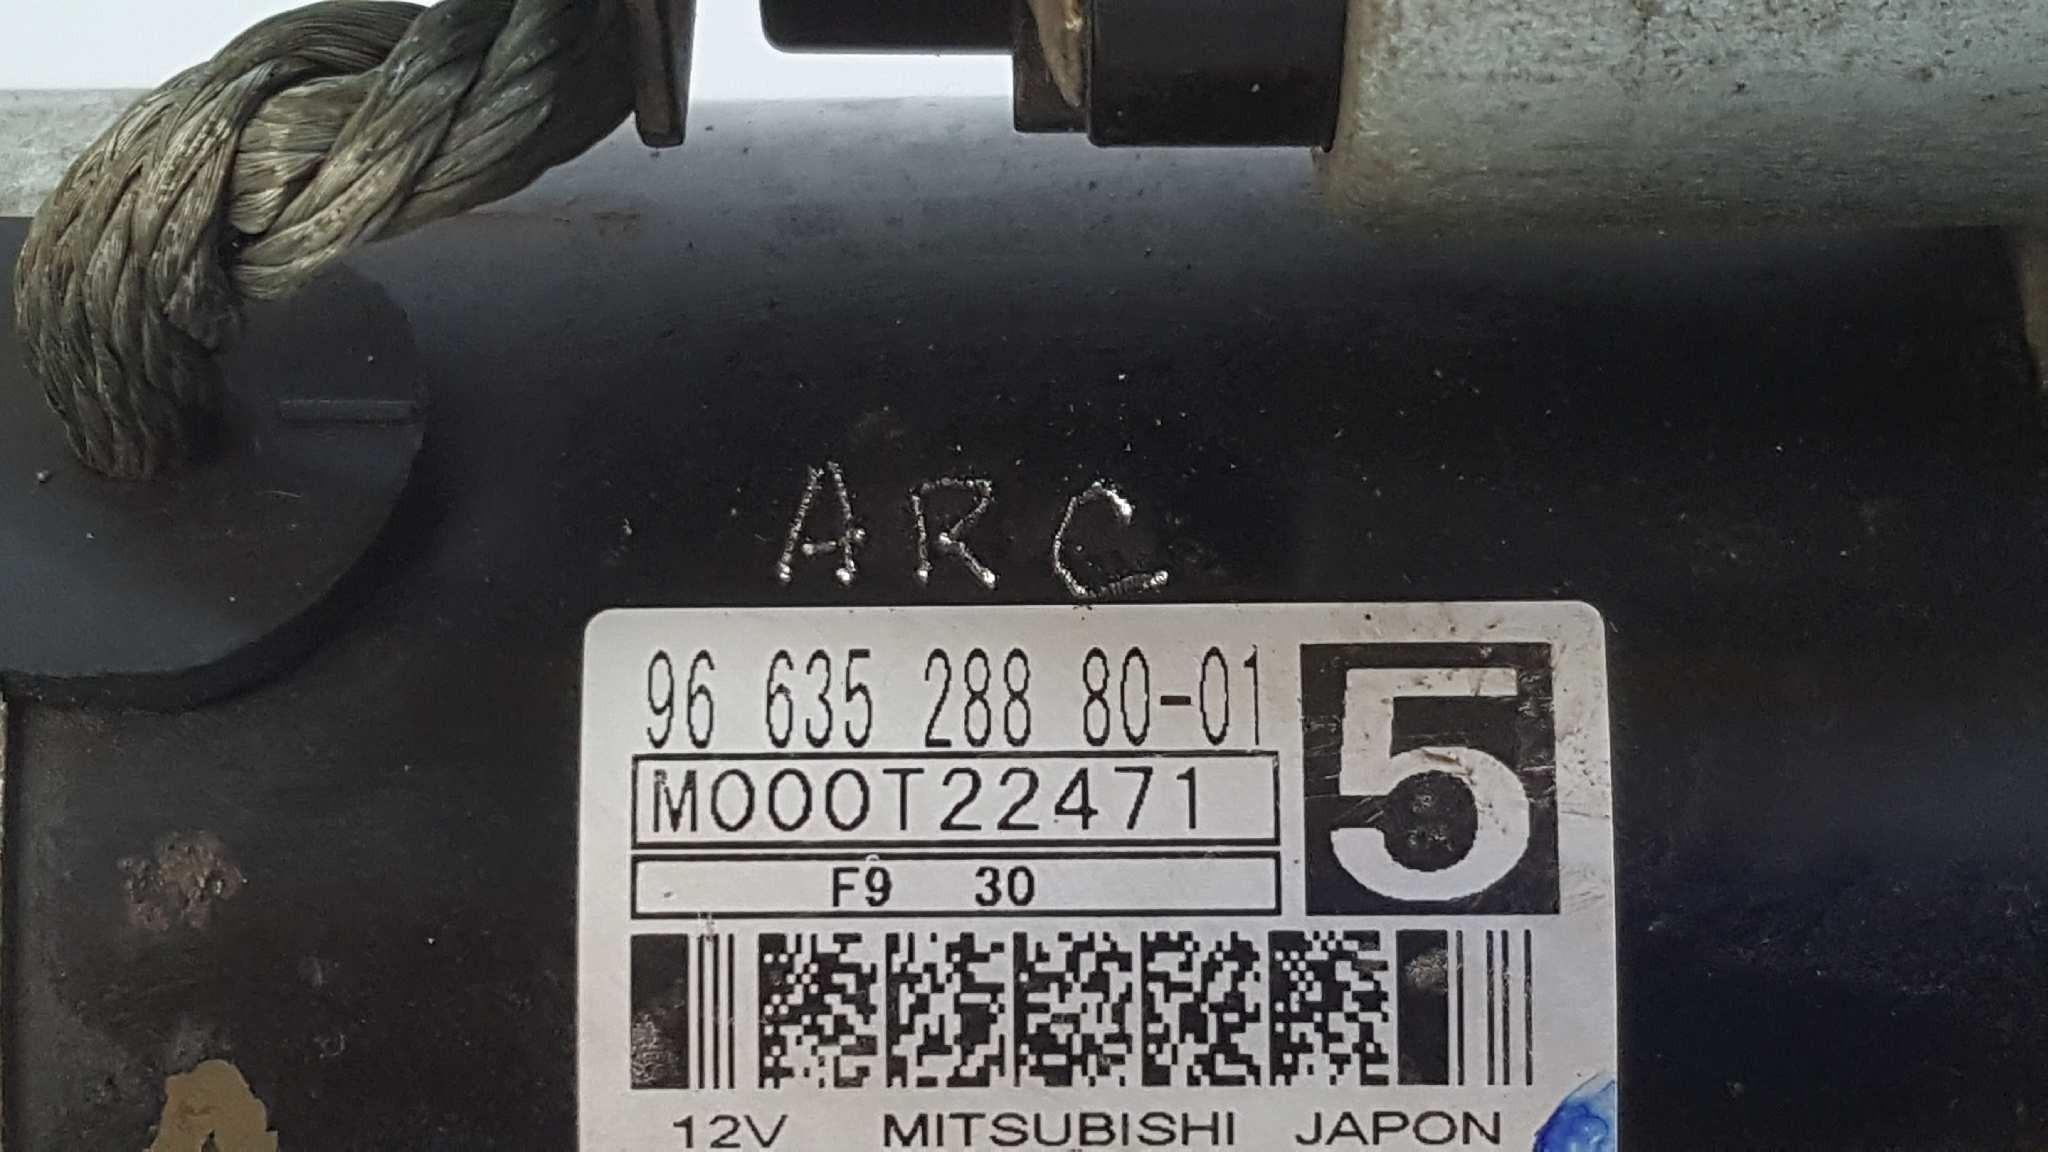 ARC
96 635 288 80-01
5
M000T22471
F9 30
12V MITSUBISHI JAPON